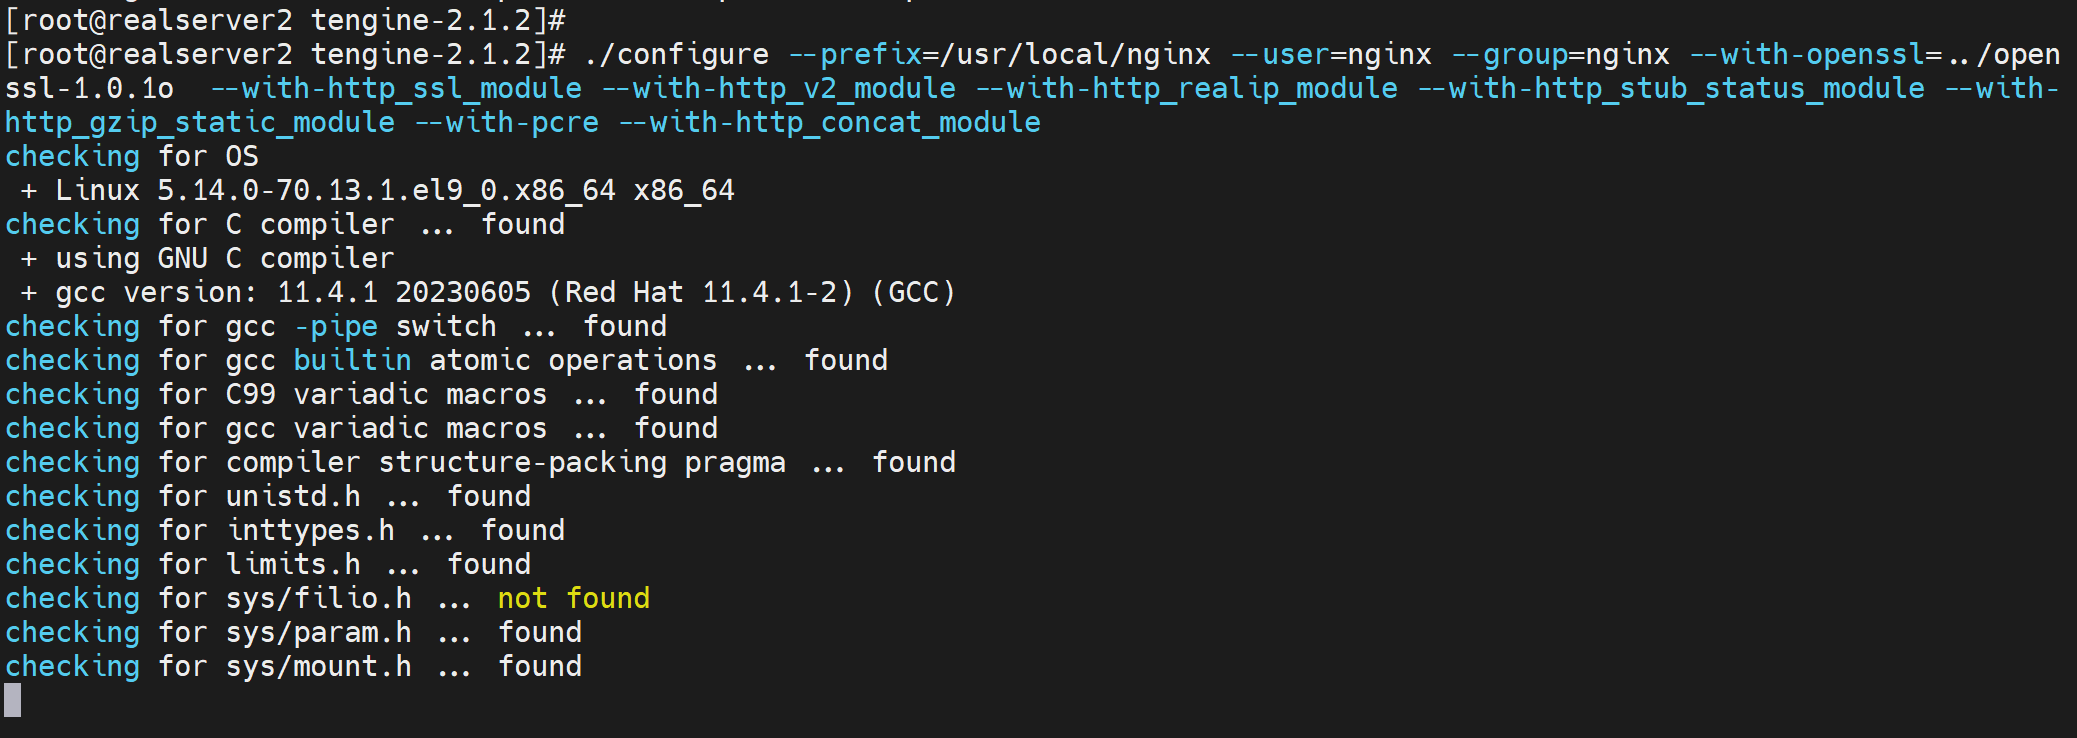 [root@realserver2 tengine-2.1.2]#
[root@realserver2 tengine-2.1.2]# ./configure --prefix=/usr/local/nginx --user=nginx --group=nginx --with-openssl=../open
ssl-1.0.1o  --with-http_ssl_module --with-http_v2_module --with-http_realip_module --with-http_stub_status_module --with-
http_gzip_static_module --with-pcre --with-http_concat_module
checking for OS
 + Linux 5.14.0-70.13.1.el9_0.x86_64 x86_64
checking for C compiler ... found
 + using GNU C compiler
 + gcc version: 11.4.1 20230605 (Red Hat 11.4.1-2) (GCC)
checking for gcc -pipe switch ... found
checking for gcc builtin atomic operations ... found
checking for C99 variadic macros ... found
checking for gcc variadic macros ... found
checking for compiler structure-packing pragma ... found
checking for unistd.h ... found
checking for inttypes.h ... found
checking for limits.h ... found
checking for sys/filio.h ... not found
checking for sys/param.h ... found
checking for sys/mount.h ... found